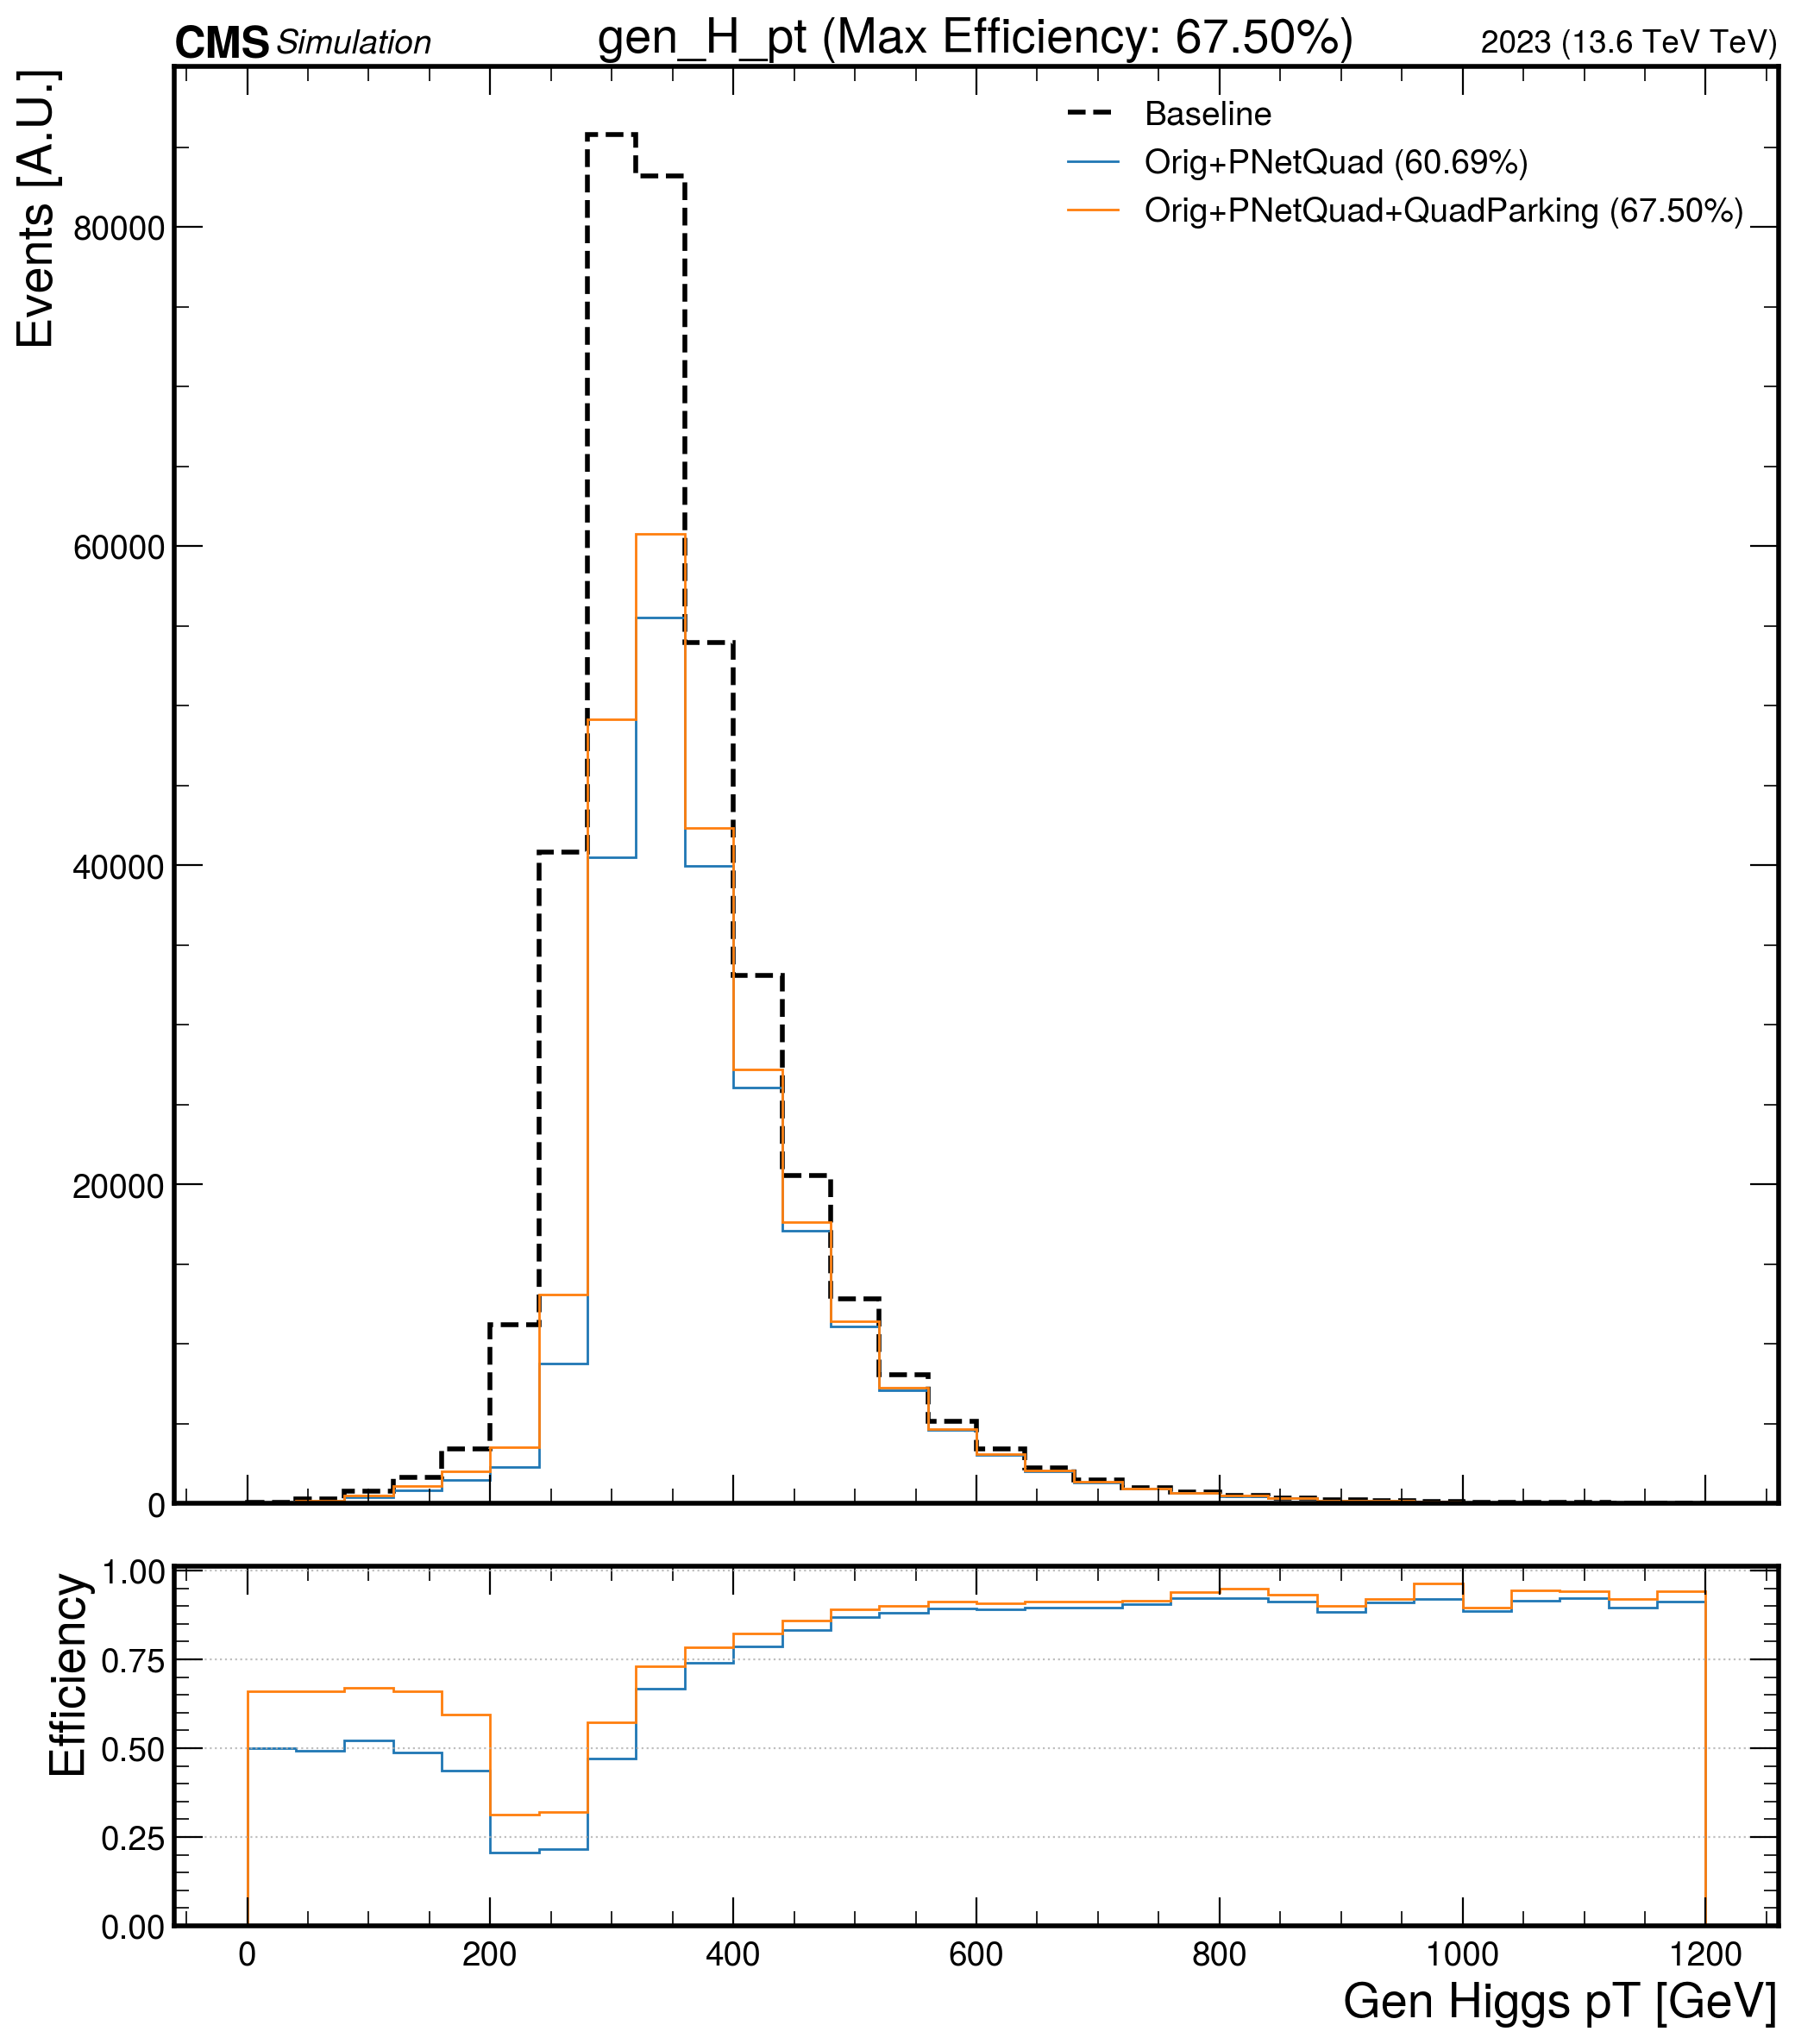 CMS Simulation gen_H_pt (Max Efficiency: 67.50%) 2023 (13.6 TeV TeV)
Events [A.U.]
Baseline
Orig+PNetQuad (60.69%)
Orig+PNetQuad+QuadParking (67.50%)
80000
60000
40000
20000
0
Efficiency
1.00
0.75
0.50
0.25
0.00
0 200 400 600 800 1000 1200
Gen Higgs pT [GeV]